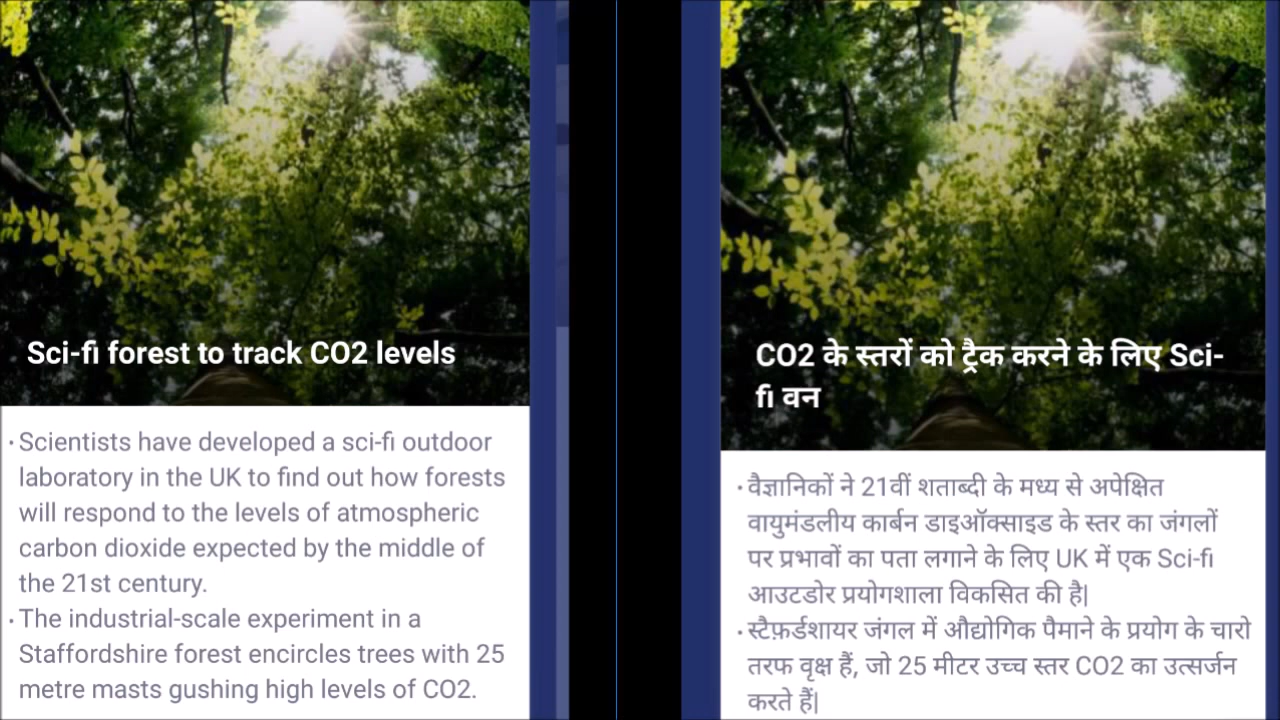 Sci-fi forest to track CO2 levels
· Scientists have developed a sci-fi outdoor
laboratory in the UK to find out how forests
will respond to the levels of atmospheric
carbon dioxide expected by the middle of
the 21st century.
· The industrial-scale experiment in a
Staffordshire forest encircles trees with 25
metre masts gushing high levels of CO2.
CO2 के स्तरों को ट्रैक करने के लिए Sci-
fi वन
· वैज्ञानिकों ने 21वीं शताब्दी के मध्य से अपेक्षित
वायुमंडलीय कार्बन डाइऑक्साइड के स्तर का जंगलों
पर प्रभावों का पता लगाने के लिए UK में एक Sci-fi
आउटडोर प्रयोगशाला विकसित की है|
· स्टैफ़र्डशायर जंगल में औद्योगिक पैमाने के प्रयोग के चारो
तरफ वृक्ष हैं, जो 25 मीटर उच्च स्तर CO2 का उत्सर्जन
करते हैं|